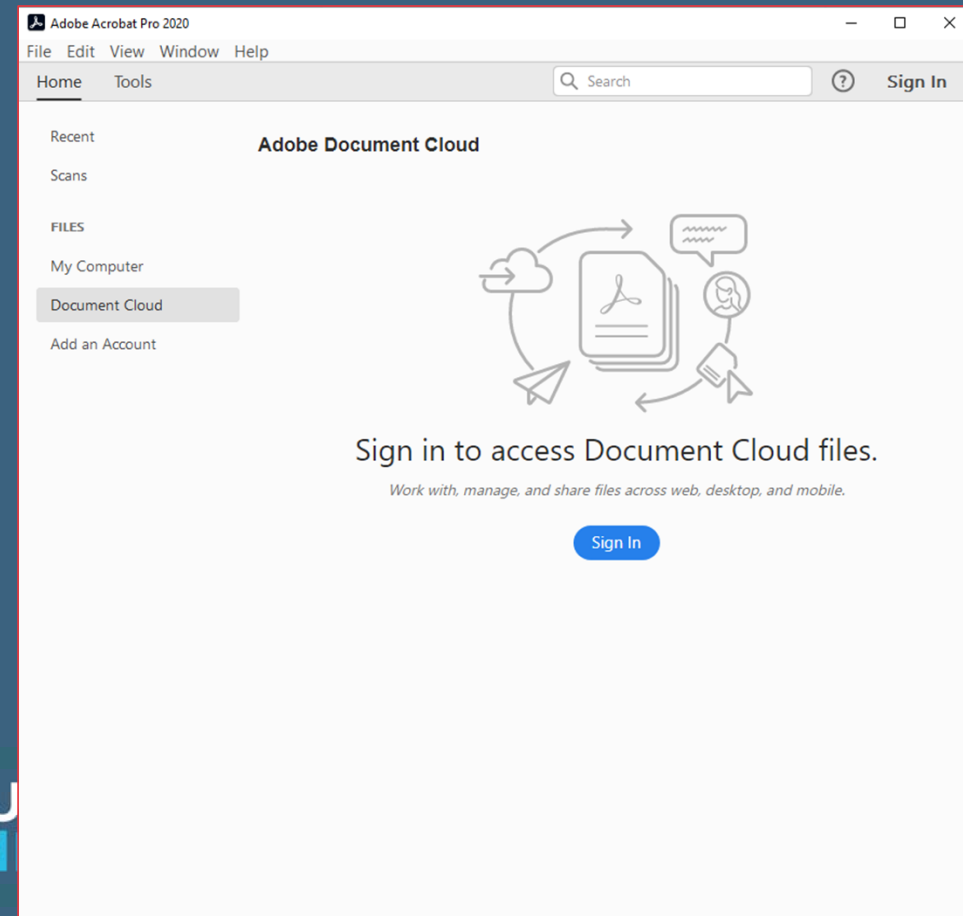 Adobe Acrobat Pro 2020
File Edit View Window Help
Home Tools Search ? Sign In
Recent
Adobe Document Cloud
Scans
FILES
My Computer
Document Cloud
Add an Account
Sign in to access Document Cloud files.
Work with, manage, and share files across web, desktop, and mobile.
Sign In